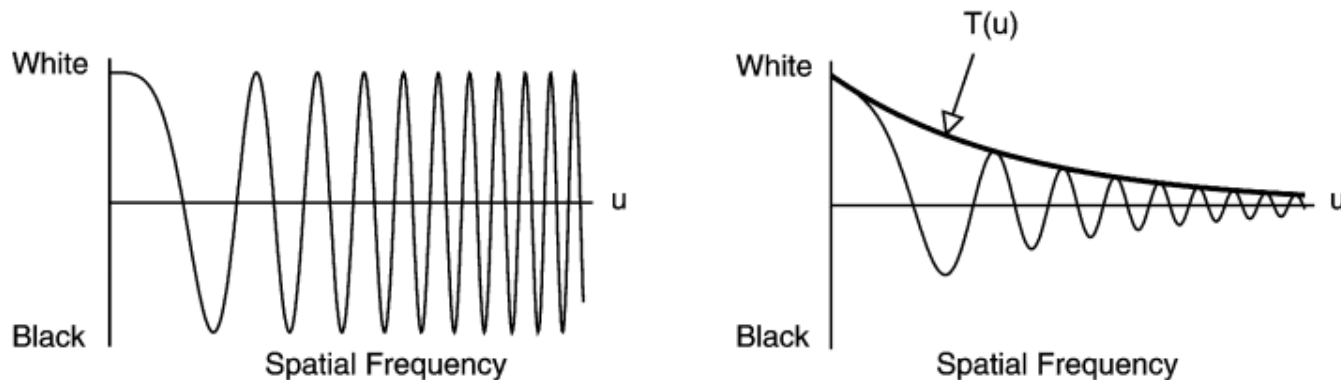 White
u
Black
Spatial Frequency
T(u)
White
u
Black
Spatial Frequency